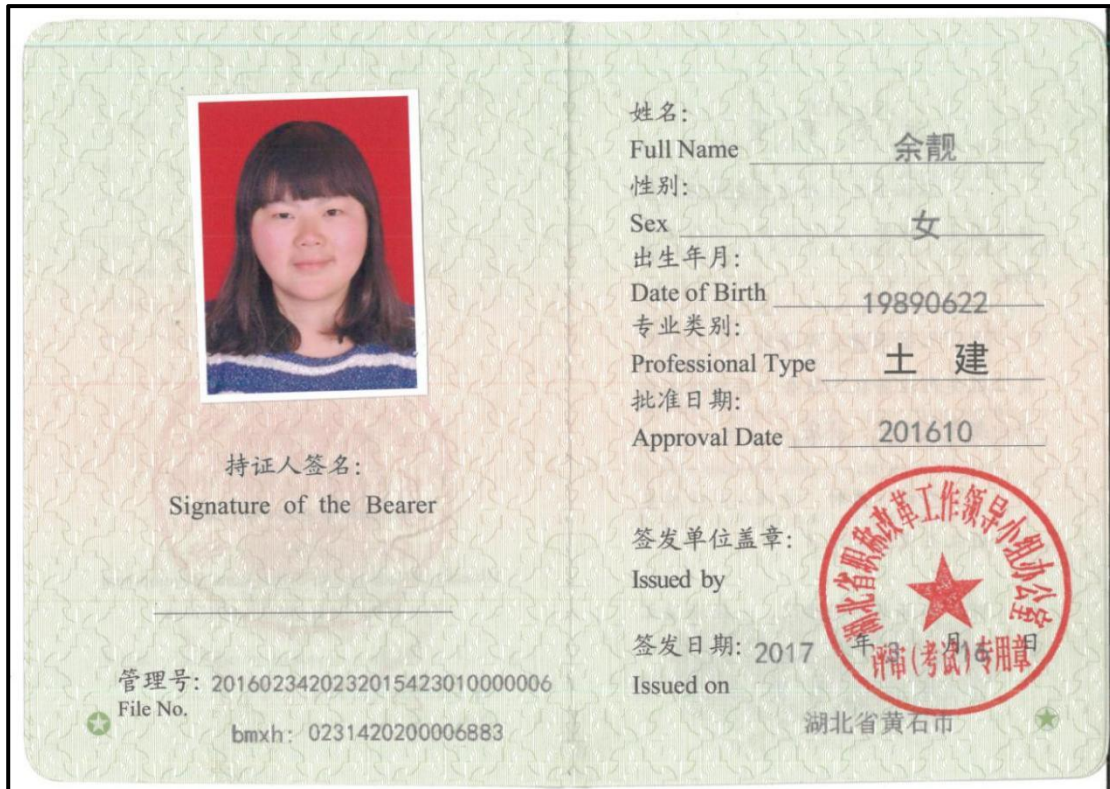 持证人签名:
Signature of the Bearer
管理号: 2016023420232015423010000006
File No.
bmxh: 0231420200006883
姓名:
Full Name 余靓
性别:
Sex 女
出生年月:
Date of Birth 19890622
专业类别:
Professional Type 土 建
批准日期:
Approval Date 201610
签发单位盖章:
Issued by
湖北省职称改革工作领导小组办公室
评审(考试)专用章
签发日期: 2017 年 月 日
Issued on
湖北省黄石市